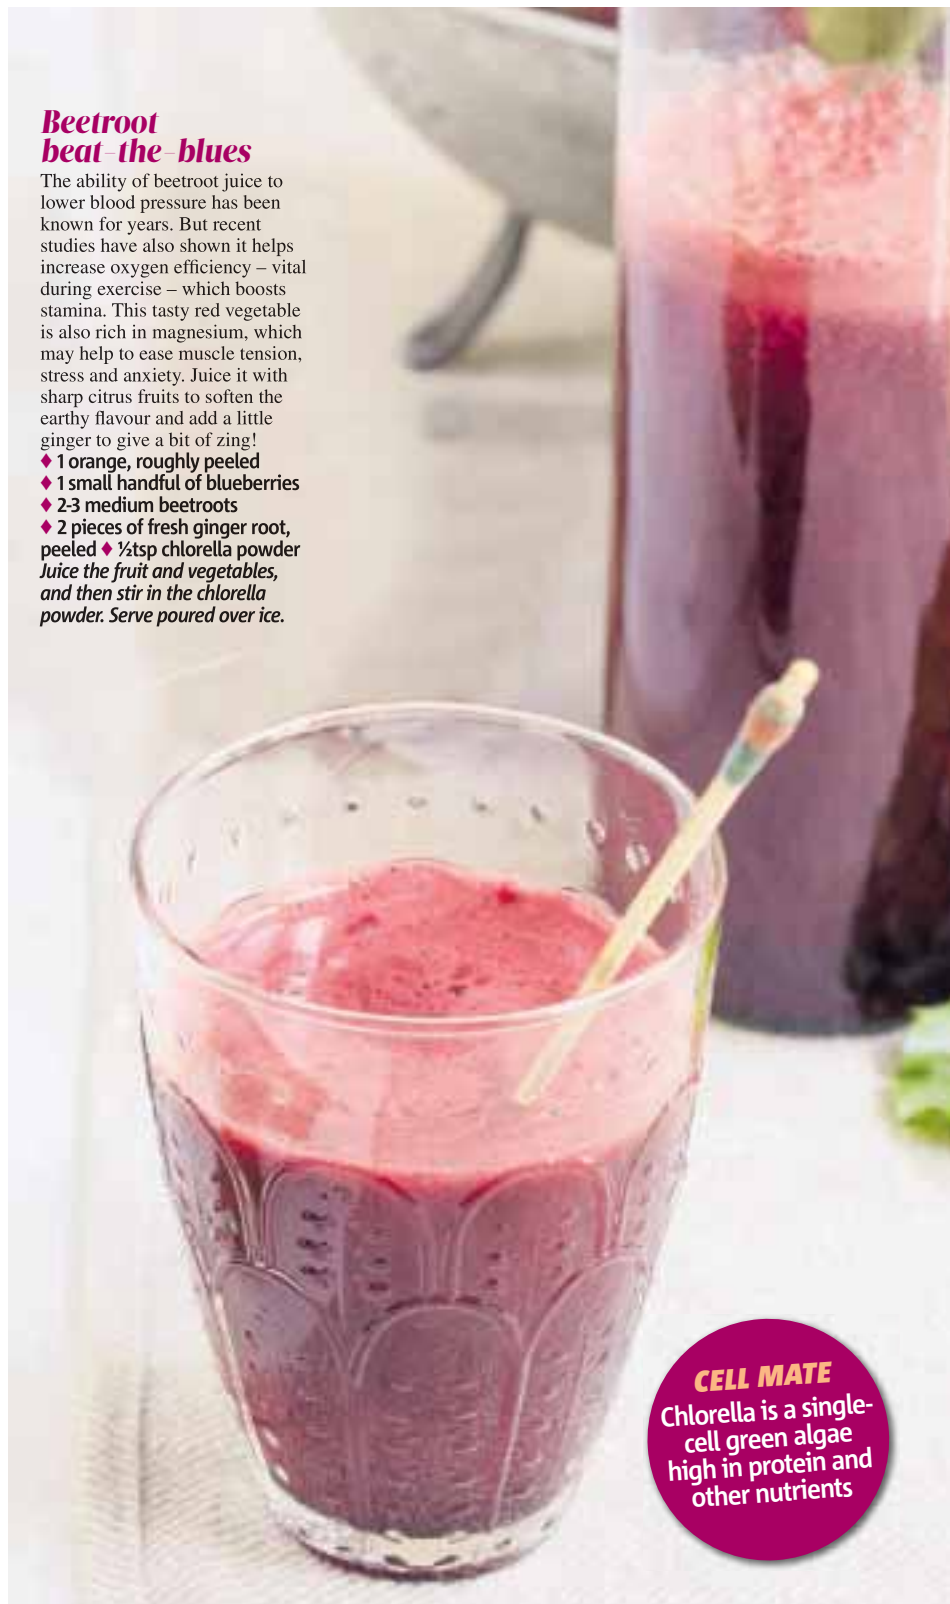 Beetroot
beat-the-blues
The ability of beetroot juice to
lower blood pressure has been
known for years. But recent
studies have also shown it helps
increase oxygen efficiency – vital
during exercise – which boosts
stamina. This tasty red vegetable
is also rich in magnesium, which
may help to ease muscle tension,
stress and anxiety. Juice it with
sharp citrus fruits to soften the
earthy flavour and add a little
ginger to give a bit of zing!
♦ 1 orange, roughly peeled
♦ 1 small handful of blueberries
♦ 2-3 medium beetroots
♦ 2 pieces of fresh ginger root,
peeled ♦ ½tsp chlorella powder
Juice the fruit and vegetables,
and then stir in the chlorella
powder. Serve poured over ice.
CELL MATE
Chlorella is a single-
cell green algae
high in protein and
other nutrients